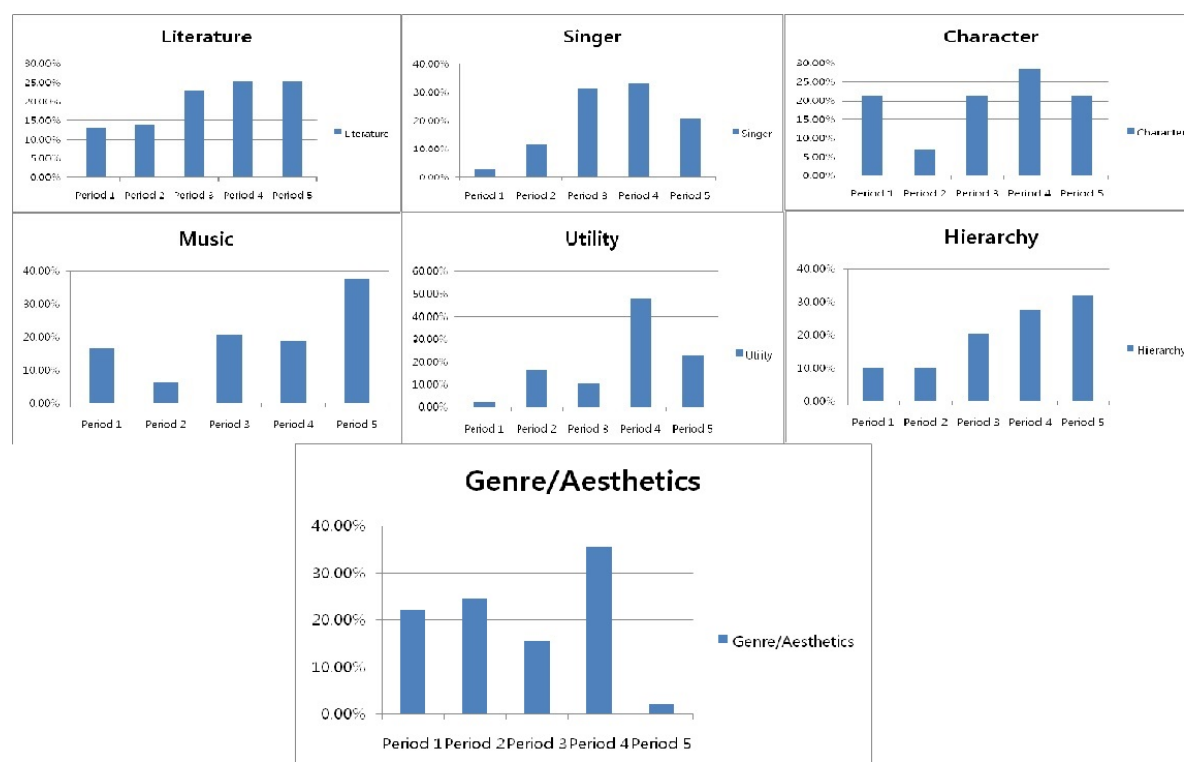 Literature
30.00%
25.00%
20.00%
15.00%
10.00%
5.00%
0.00%
Period 1 Period 2 Period 3 Period 4 Period 5
Literature
Singer
40.00%
30.00%
20.00%
10.00%
0.00%
Period 1 Period 2 Period 3 Period 4 Period 5
Singer
Character
30.00%
25.00%
20.00%
15.00%
10.00%
5.00%
0.00%
Period 1 Period 2 Period 3 Period 4 Period 5
Character
Music
40.00%
30.00%
20.00%
10.00%
0.00%
Period 1 Period 2 Period 3 Period 4 Period 5
Utility
60.00%
50.00%
40.00%
20.00%
10.00%
0.00%
Period 1 Period 2 Period 3 Period 4 Period 5
Utility
Hierarchy
40.00%
30.00%
20.00%
10.00%
0.00%
Period 1 Period 2 Period 3 Period 4 Period 5
Hierarchy
Genre/Aesthetics
40.00%
30.00%
20.00%
10.00%
0.00%
Period 1 Period 2 Period 3 Period 4 Period 5
Genre/Aesthetics